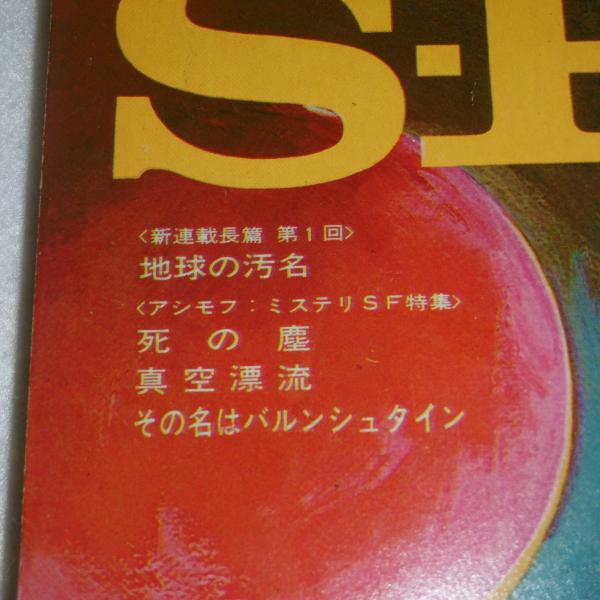 S・F
<新連載長篇 第1回>
地球の汚名
<アシモフ：ミステリSF特集>
死の塵
真空漂流
その名はバルンシュタイン